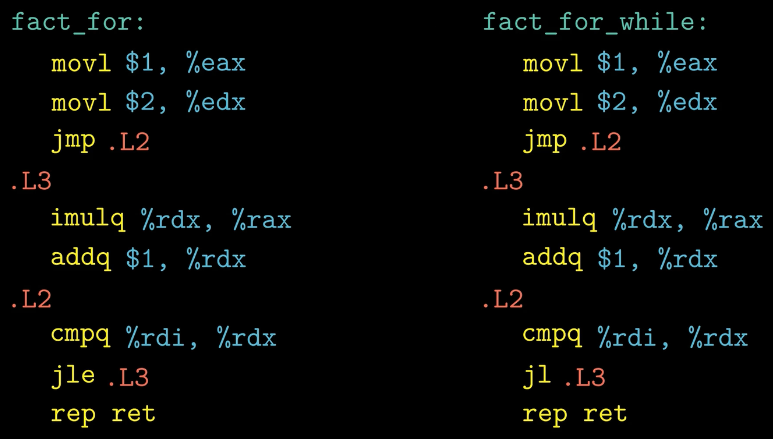 fact_for:
movl $1, %eax
movl $2, %edx
jmp .L2
.L3
imulq %rdx, %rax
addq $1, %rdx
.L2
cmpq %rdi, %rdx
jle .L3
rep ret
fact_for_while:
movl $1, %eax
movl $2, %edx
jmp .L2
.L3
imulq %rdx, %rax
addq $1, %rdx
.L2
cmpq %rdi, %rdx
jl .L3
rep ret